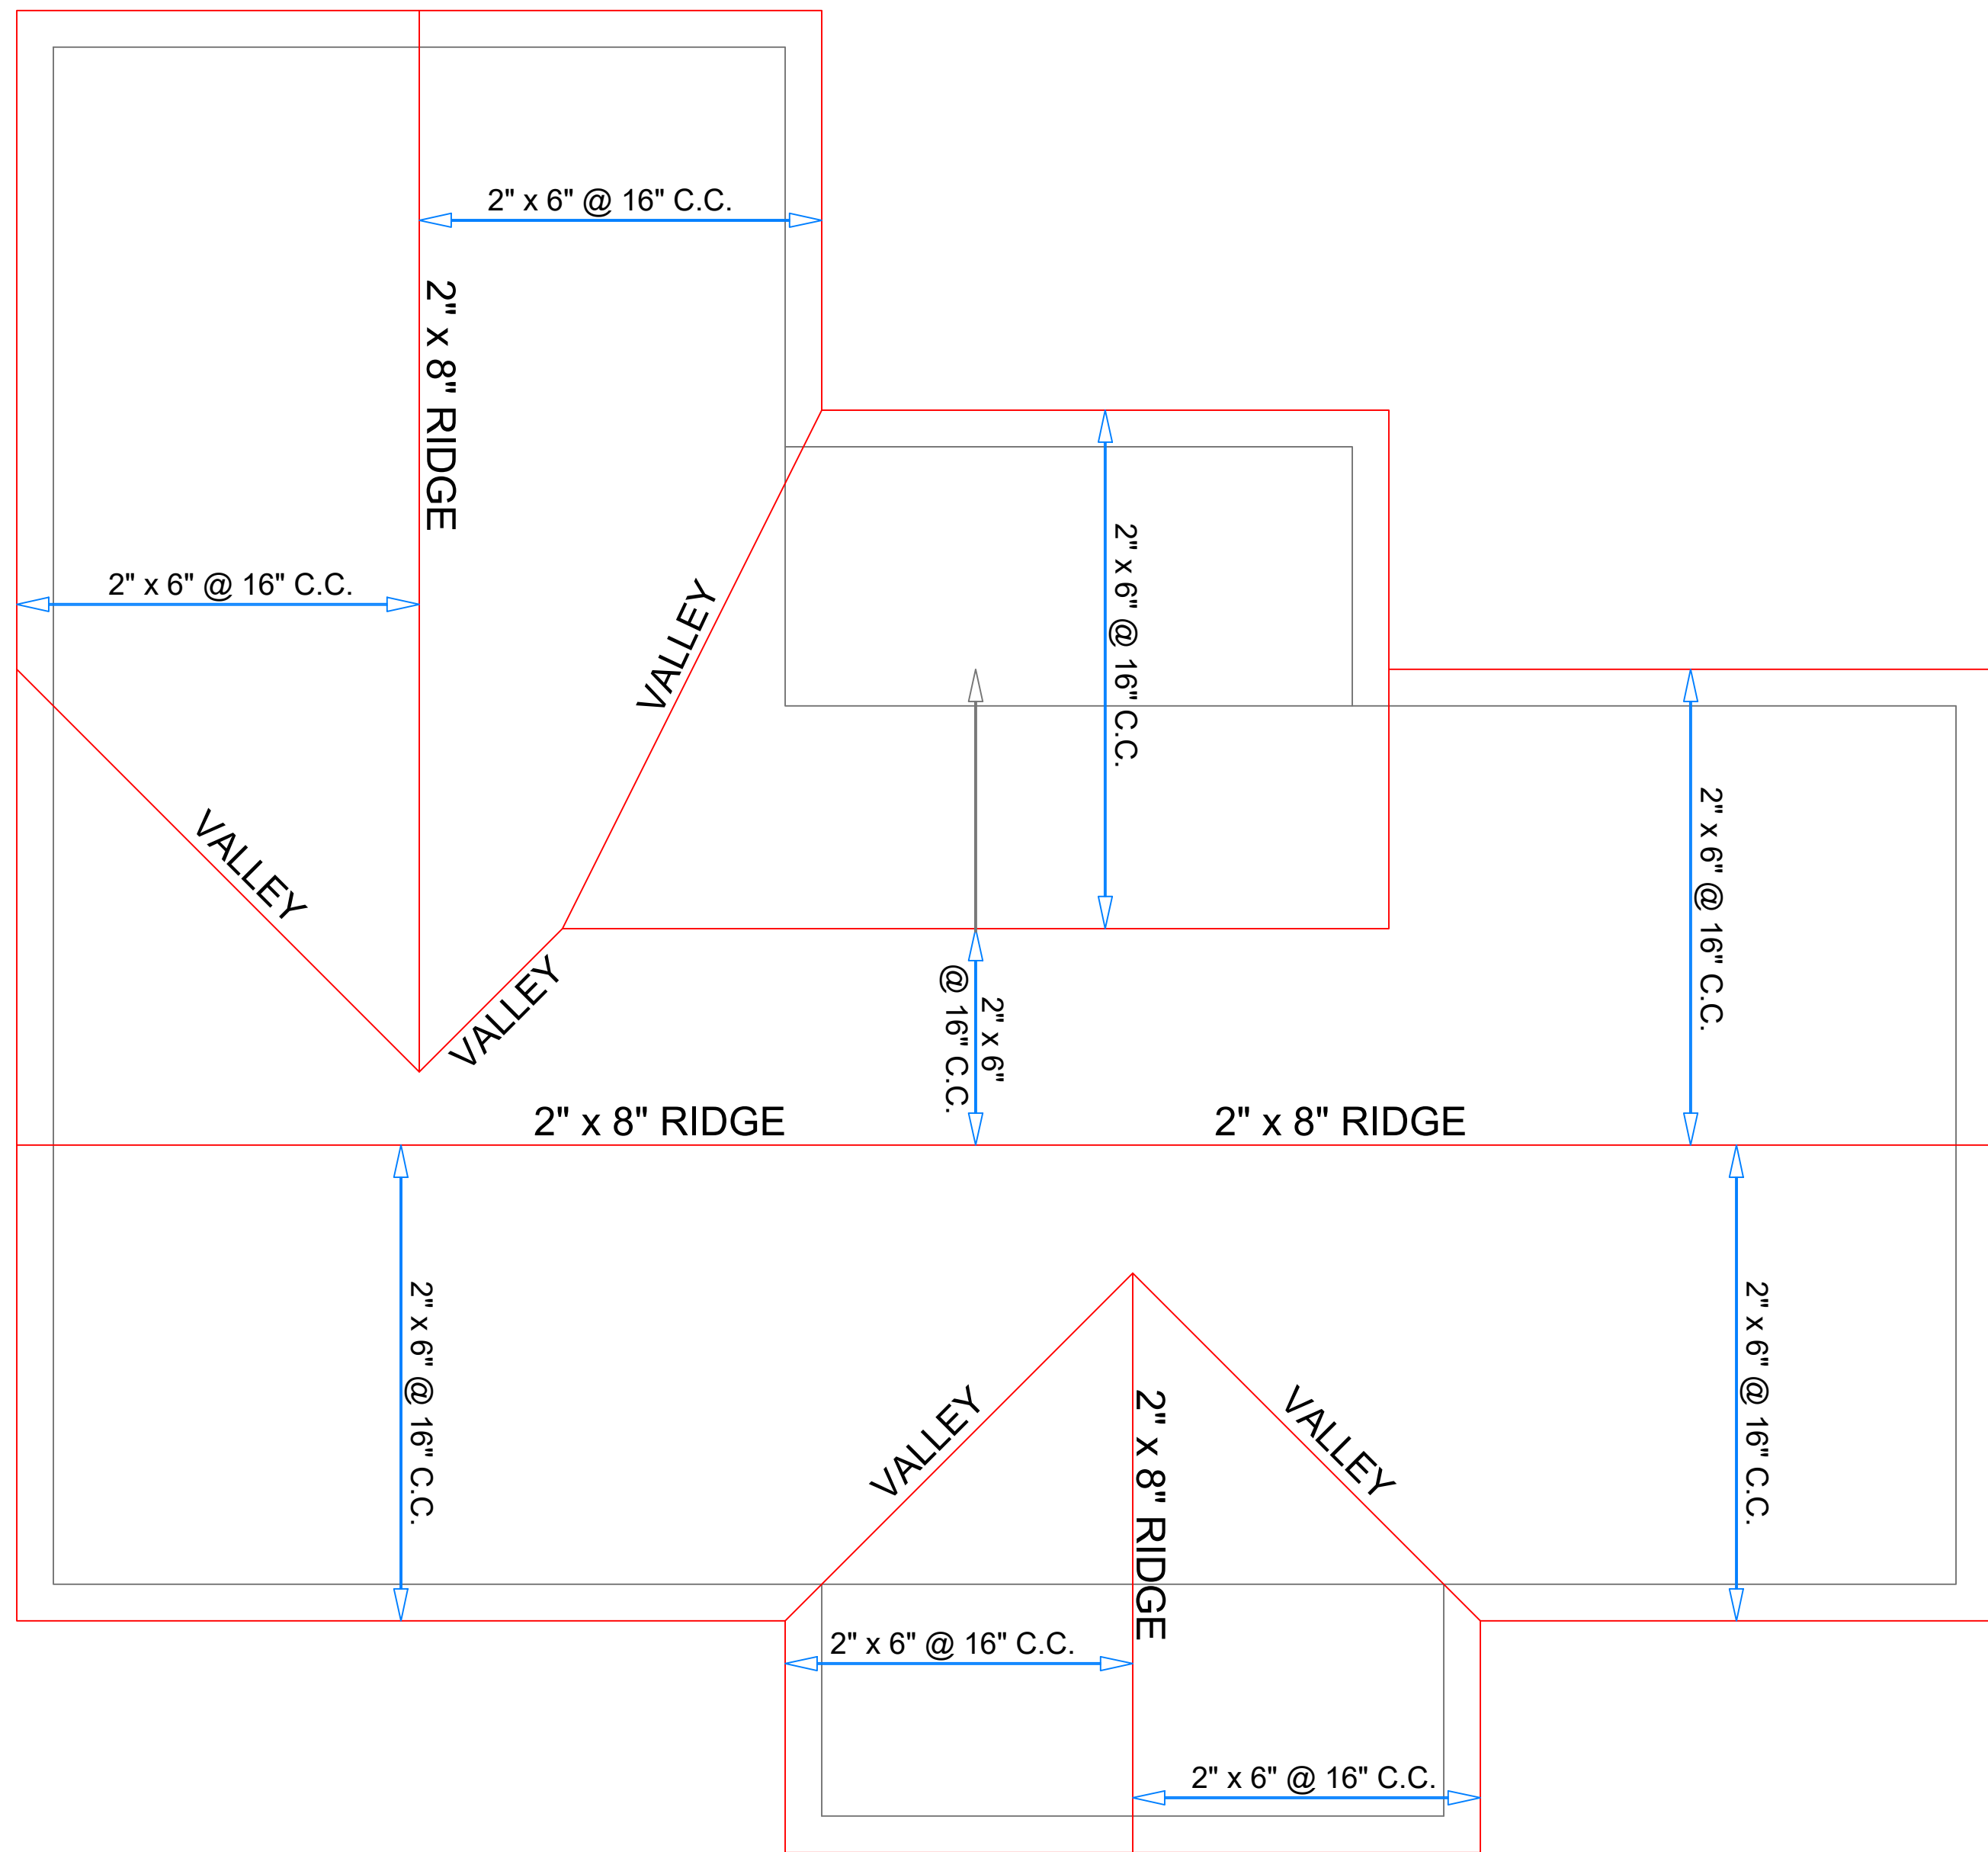 2" x 6" @ 16" C.C.
2" x 8" RIDGE
2" x 6" @ 16" C.C.
VALLEY
2" x 6" @ 16" C.C.
VALLEY
2" x 6" @ 16" C.C.
VALLEY
2" x 6"
@ 16" C.C.
2" x 8" RIDGE
2" x 8" RIDGE
2" x 6" @ 16" C.C.
2" x 6" @ 16" C.C.
VALLEY
2" x 8" RIDGE
VALLEY
2" x 6" @ 16" C.C.
2" x 6" @ 16" C.C.